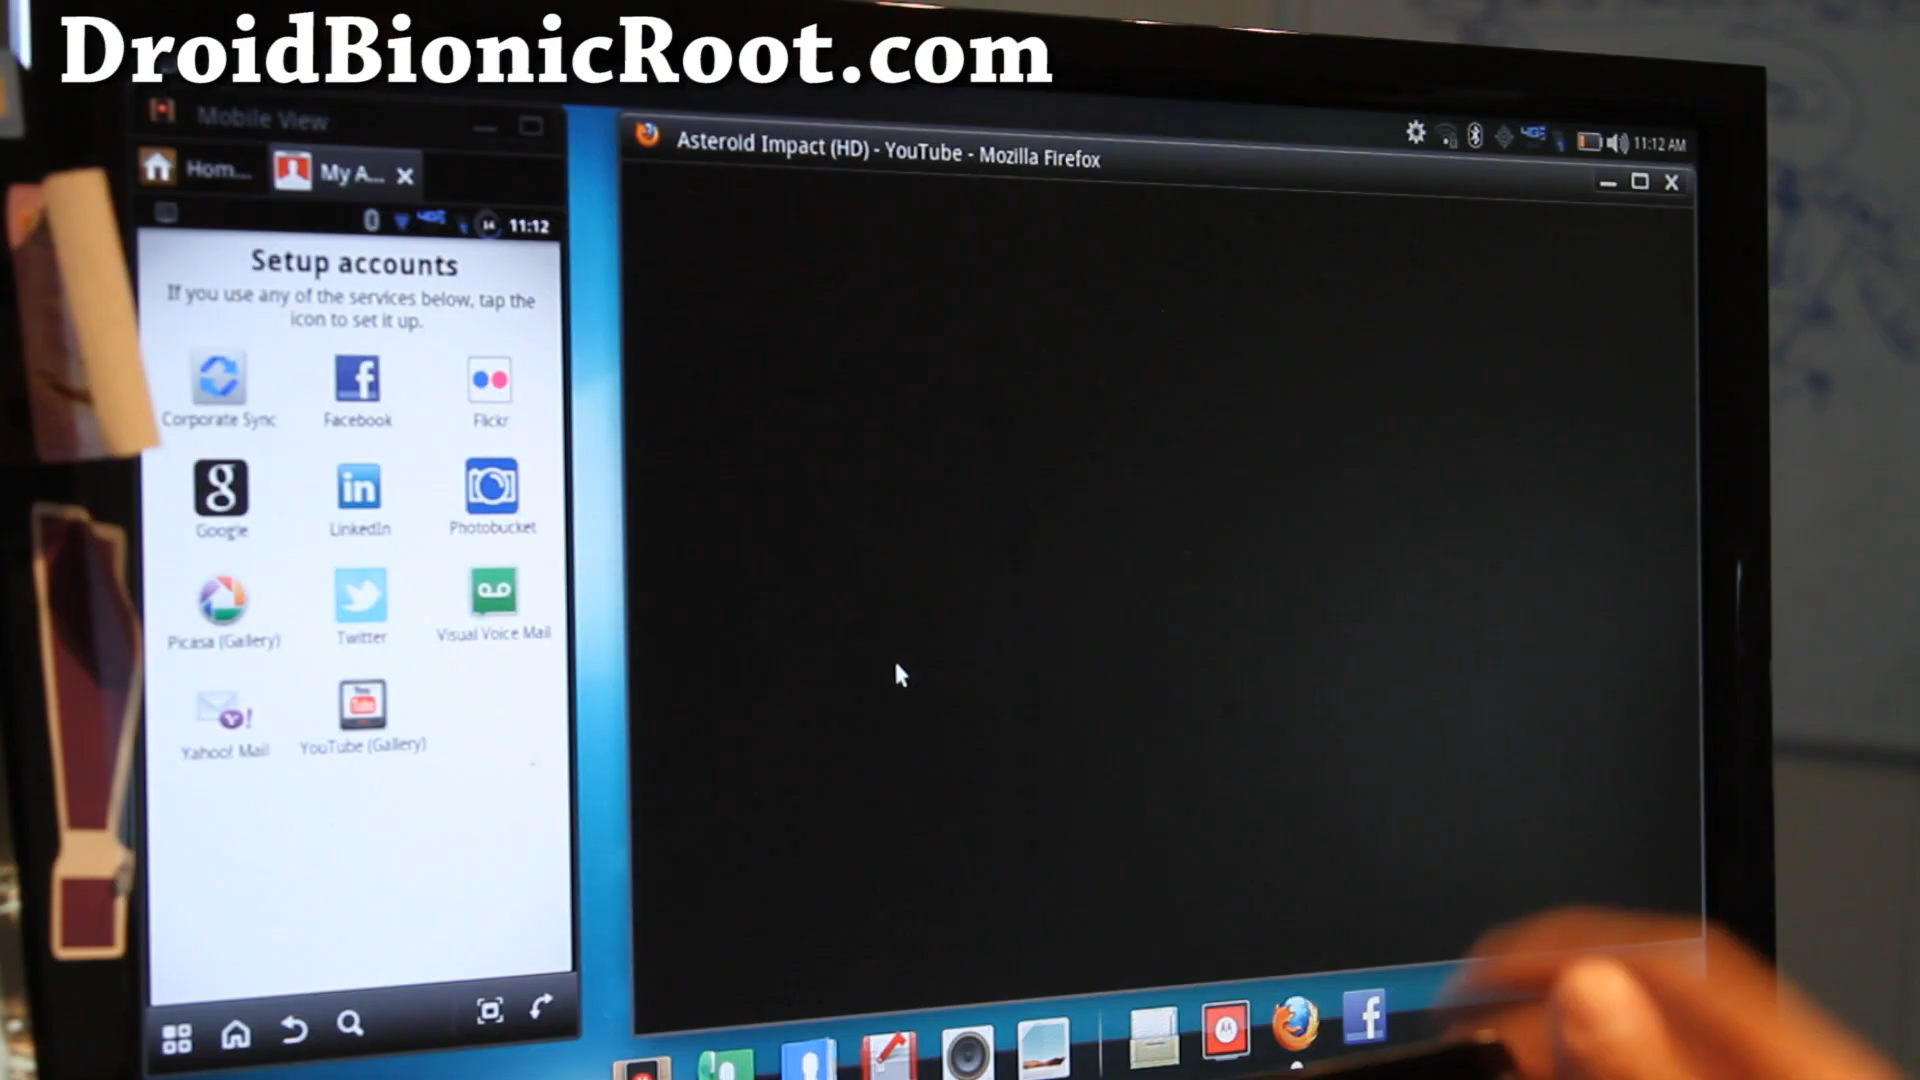 DroidBionicRoot.com
Mobile View
Hom...
My A...
11:12
Setup accounts
If you use any of the services below, tap the
icon to set it up.
Corporate Sync
Facebook
Flickr
Google
LinkedIn
Photobucket
Picasa (Gallery)
Twitter
Visual Voice Mail
Yahoo! Mail
YouTube (Gallery)
Asteroid Impact (HD) - YouTube - Mozilla Firefox
11:12 AM